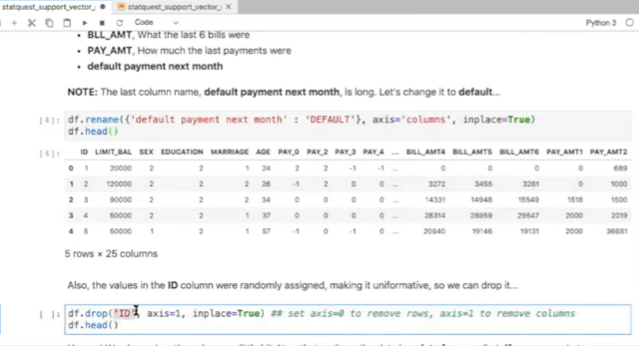 statquest_support_vector_
statquest_support_vector_
Code
Python 3
BLL_AMT, What the last 6 bills were
PAY_AMT, How much the last payments were
default payment next month
NOTE: The last column name, default payment next month, is long. Let's change it to default...
[4]: df.rename({'default payment next month' : 'DEFAULT'}, axis='columns', inplace=True)
df.head()
[4]: ID LIMIT_BAL SEX EDUCATION MARRIAGE AGE PAY_0 PAY_2 PAY_3 PAY_4 ... BILL_AMT4 BILL_AMT5 BILL_AMT6 PAY_AMT1 PAY_AMT2
0 1 20000 2 2 1 24 2 2 -1 -1 ... 0 0 0 0 689
1 2 120000 2 2 2 26 -1 2 0 0 ... 3272 3455 3261 0 1000
2 3 90000 2 2 2 34 0 0 0 0 ... 14331 14948 15549 1518 1500
3 4 50000 2 2 1 37 0 0 0 0 ... 28314 28959 29547 2000 2019
4 5 50000 1 2 1 57 -1 0 -1 0 ... 20940 19146 19131 2000 36681
5 rows × 25 columns
Also, the values in the ID column were randomly assigned, making it uniformative, so we can drop it...
[ ]: df.drop('ID', axis=1, inplace=True) ## set axis=0 to remove rows, axis=1 to remove columns
df.head()